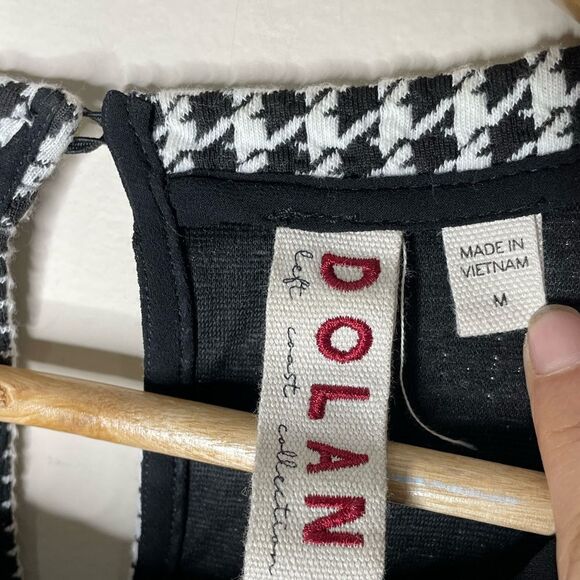 DOLAN
left coast collection
MADE IN
VIETNAM
M